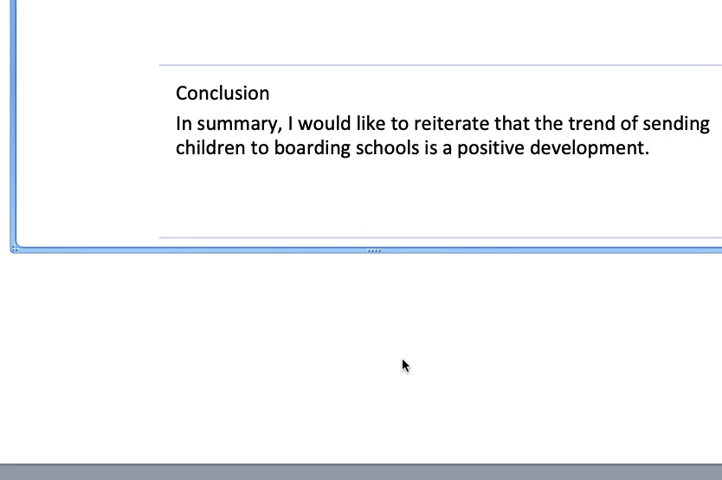 Conclusion
In summary, I would like to reiterate that the trend of sending
children to boarding schools is a positive development.